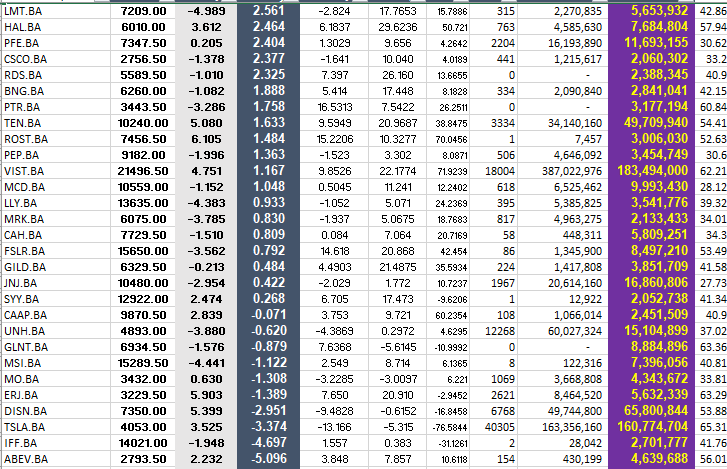 LMT.BA 7209.00 -4.989 2.561 -2.824 17.7653 15.7886 315 2,270,835 5,653,932 42.86
HAL.BA 6010.00 3.612 2.464 6.1837 29.6236 50.721 763 4,585,630 7,684,804 57.94
PFE.BA 7347.50 0.205 2.404 1.3029 9.656 4.2642 2204 16,193,890 11,693,155 30.62
CSCO.BA 2756.50 -1.378 2.377 -1.641 10.040 4.0189 441 1,215,617 2,060,302 33.2
RDS.BA 5589.50 -1.010 2.325 7.397 26.160 13.6655 0 - 2,388,345 40.9
BNG.BA 6260.00 -1.082 1.888 5.414 17.448 8.1828 334 2,090,840 2,841,041 42.15
PTR.BA 3443.50 -3.286 1.758 16.5313 7.5422 26.2511 0 - 3,177,194 60.84
TEN.BA 10240.00 5.080 1.633 9.5949 20.9687 38.8475 3334 34,140,160 49,709,940 54.41
ROST.BA 7456.50 6.105 1.484 15.2206 10.3277 70.0456 1 7,457 3,006,030 52.63
PEP.BA 9182.00 -1.996 1.363 -1.523 3.302 8.0871 506 4,646,092 3,454,749 30.6
VIST.BA 21496.50 4.751 1.167 9.8526 22.1774 71.9239 18004 387,022,976 183,494,000 62.21
MCD.BA 10559.00 -1.152 1.048 0.5045 11.241 12.2402 618 6,525,462 9,993,430 28.12
LLY.BA 13635.00 -4.383 0.933 -1.052 5.071 24.2369 395 5,385,825 3,541,776 39.32
MRK.BA 6075.00 -3.785 0.830 -1.937 5.0675 18.7683 817 4,963,275 2,133,433 34.01
CAH.BA 7729.50 -1.510 0.809 0.084 7.064 20.7169 58 448,311 5,809,251 34.3
FSLR.BA 15650.00 -3.562 0.792 14.618 20.868 42.454 86 1,345,900 8,497,210 53.49
GILD.BA 6329.50 -0.213 0.484 4.4903 21.4875 35.5934 224 1,417,808 3,851,709 41.58
JNJ.BA 10480.00 -2.954 0.422 -2.029 1.772 10.7237 1967 20,614,160 16,860,806 27.73
SYY.BA 12922.00 2.474 0.268 6.705 17.473 -9.6206 1 12,922 2,052,738 41.34
CAAP.BA 9870.50 2.839 -0.071 3.753 9.721 60.2354 108 1,066,014 2,451,509 40.9
UNH.BA 4893.00 -3.880 -0.620 -4.3869 0.2972 4.6295 12268 60,027,324 15,104,899 37.02
GLNT.BA 6934.50 -1.576 -0.879 7.6368 -5.6145 -10.9992 0 - 8,884,896 63.36
MSI.BA 15289.50 -4.441 -1.122 2.549 8.714 6.1365 8 122,316 7,396,056 40.81
MO.BA 3432.00 0.630 -1.308 -3.2285 -3.0097 6.221 1069 3,668,808 4,343,672 33.81
ERJ.BA 3229.50 5.903 -1.389 7.650 20.910 -2.9452 2621 8,464,520 5,632,339 63.29
DISN.BA 7350.00 5.399 -2.951 -9.4828 -0.6152 -16.8458 6768 49,744,800 65,800,844 53.88
TSLA.BA 4053.00 3.525 -3.374 -13.166 -5.315 -76.5844 40305 163,356,160 160,774,704 65.31
IFF.BA 14021.00 -1.948 -4.697 1.557 0.383 -31.1261 2 28,042 2,701,777 41.76
ABEV.BA 2793.50 2.232 -5.096 3.848 7.857 10.6118 154 430,199 4,639,688 56.01